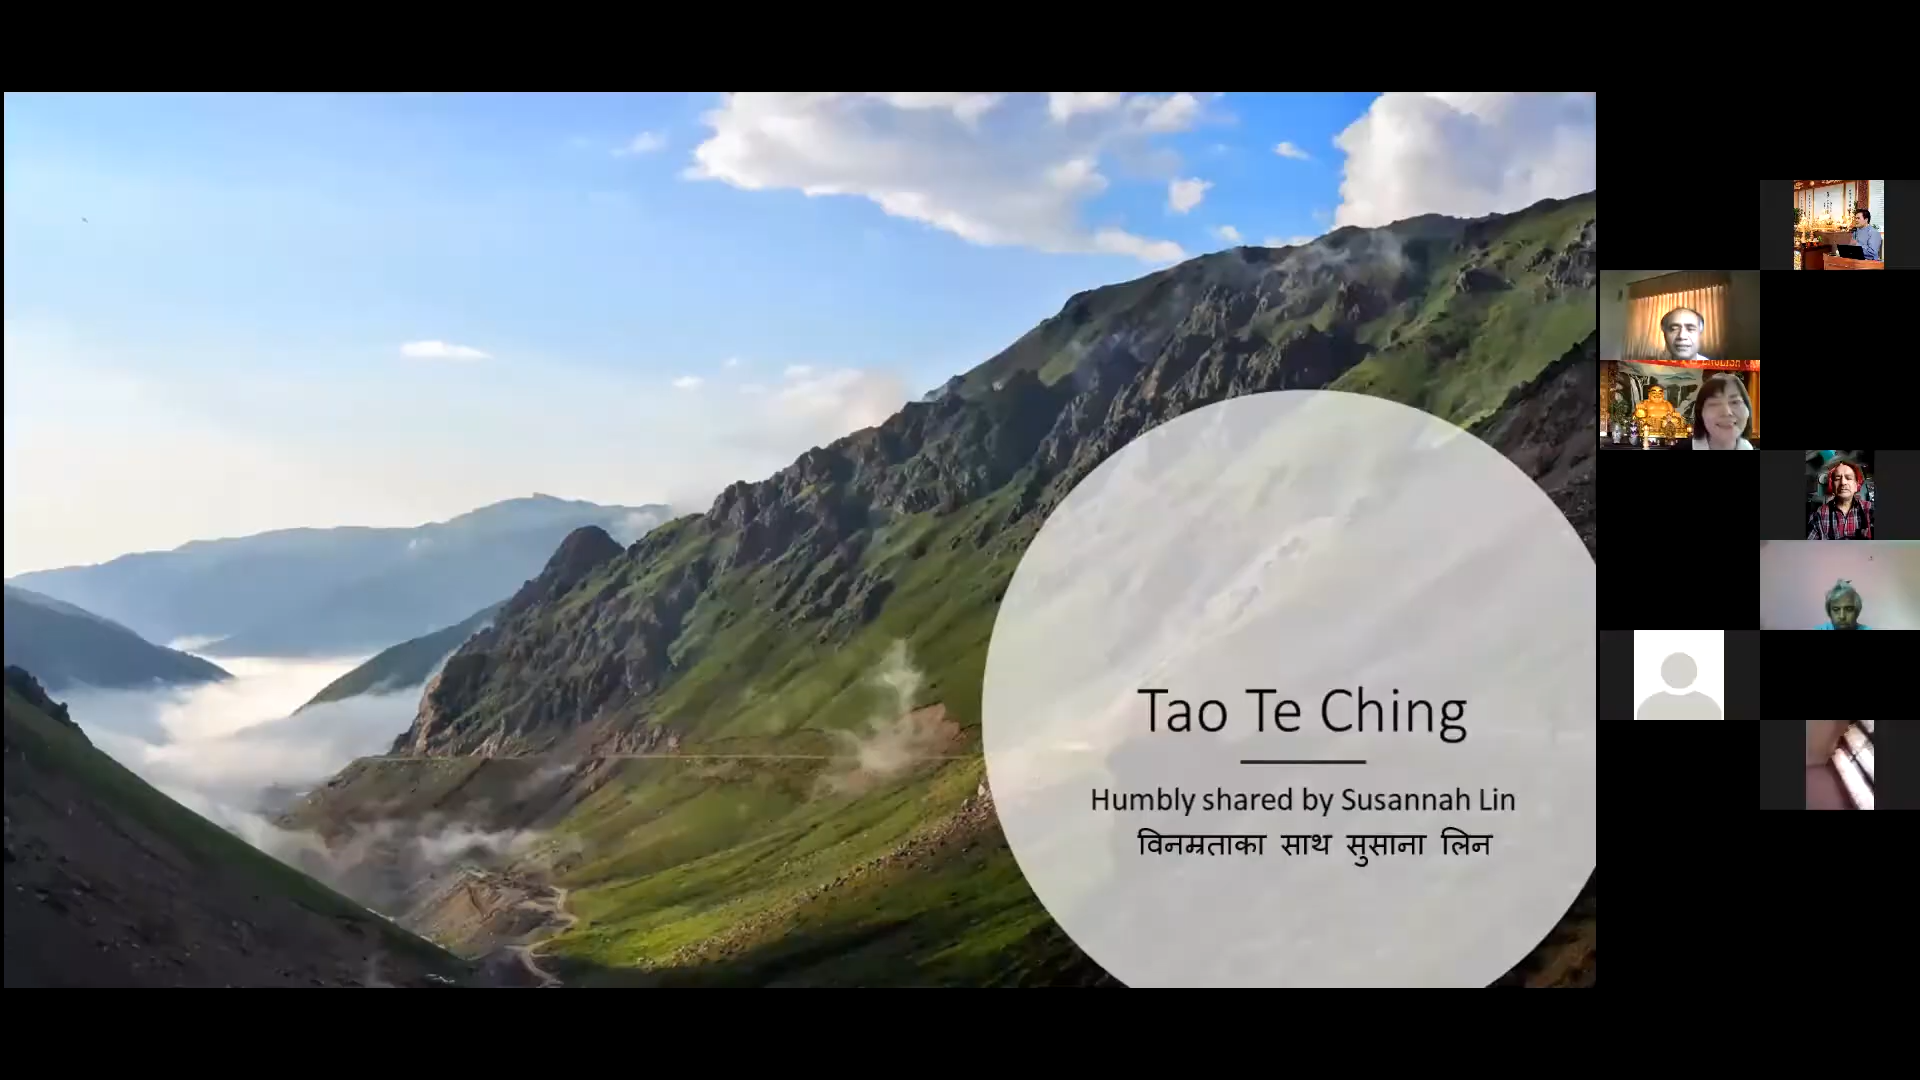 Tao Te Ching
Humbly shared by Susannah Lin
विनम्रताका साथ सुसाना लिन